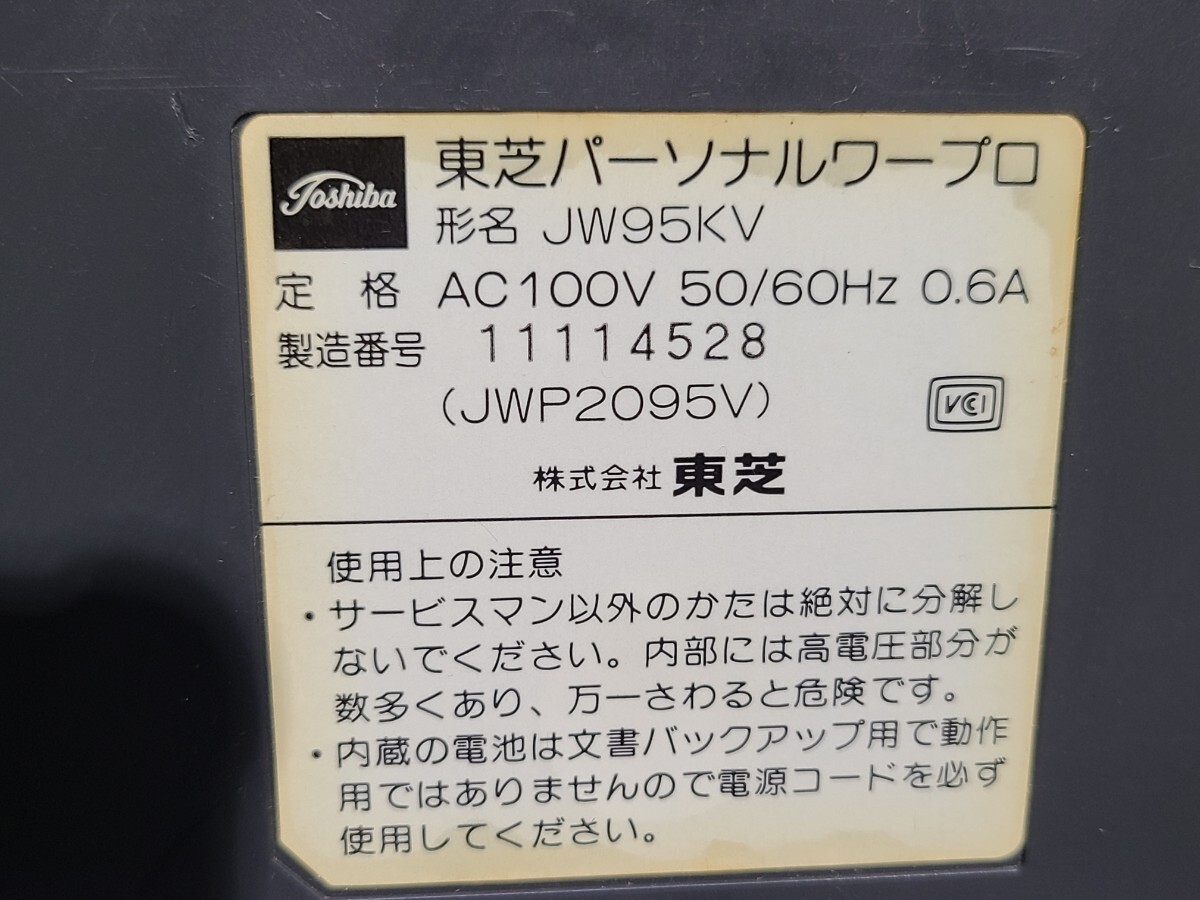 Toshiba
東芝パーソナルワープロ
形名 JW95KV
定 格 AC100V 50/60Hz 0.6A
製造番号 11114528
(JWP2095V)
VCI
株式会社 東芝
使用上の注意
・サービスマン以外のかたは絶対に分解し
ないでください。内部には高電圧部分が
数多くあり、万一さわると危険です。
・内蔵の電池は文書バックアップ用で動作
用ではありませんので電源コードを必ず
使用してください。